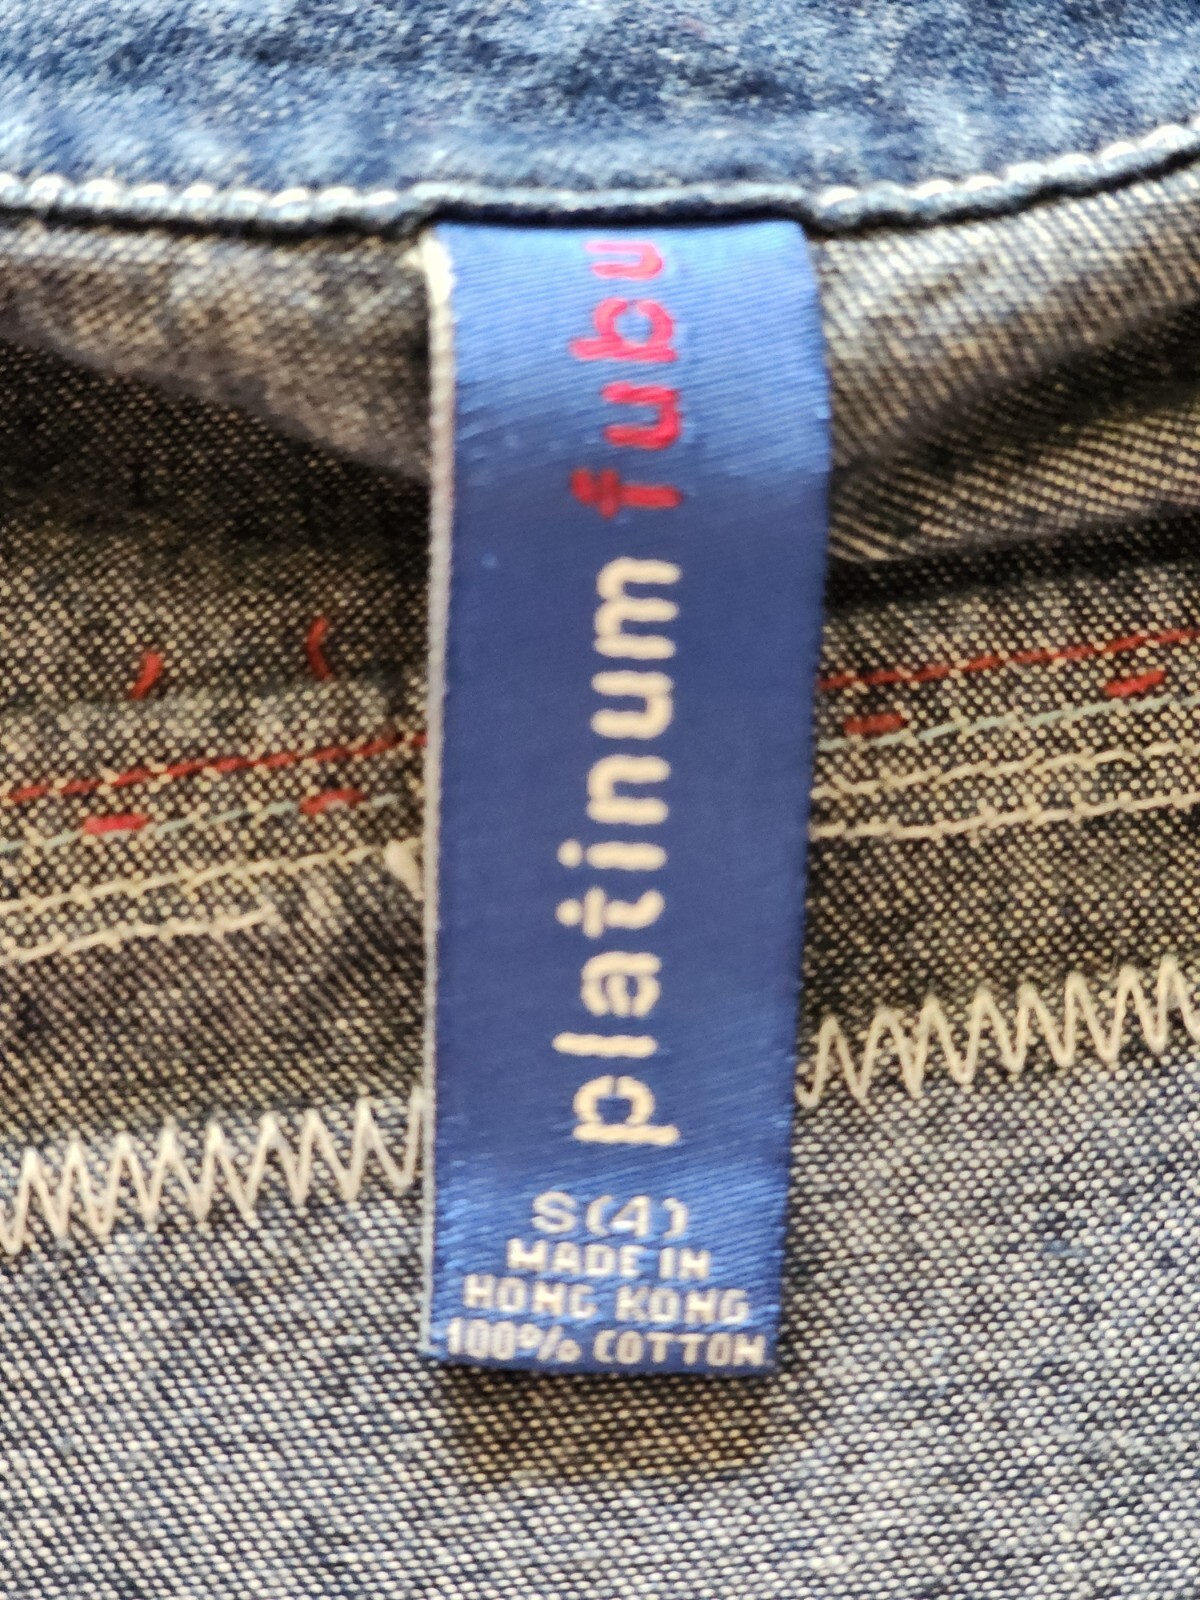 platinum fubu
S(4)
MADE IN
HONG KONG
100% COTTON